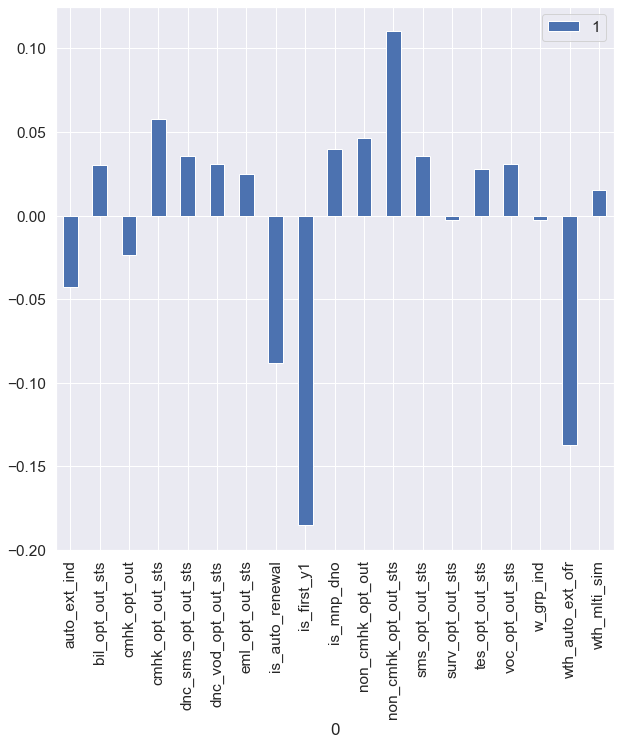 1
0.10
0.05
0.00
−0.05
−0.10
−0.15
−0.20
auto_ext_ind
bil_opt_out_sts
cmhk_opt_out
cmhk_opt_out_sts
dnc_sms_opt_out_sts
dnc_vod_opt_out_sts
eml_opt_out_sts
is_auto_renewal
is_first_y1
is_mnp_dno
non_cmhk_opt_out
non_cmhk_opt_out_sts
sms_opt_out_sts
surv_opt_out_sts
tes_opt_out_sts
voc_opt_out_sts
w_grp_ind
wth_auto_ext_ofr
wth_mlti_sim
0